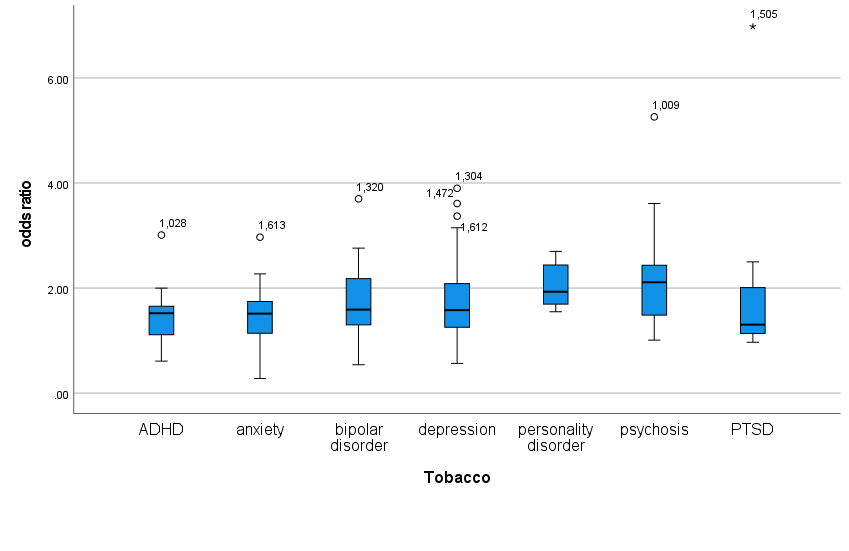 1,505
6.00
1,009
4.00
1,304
1,320
1,472
1,028
1,613
1,612
odds ratio
2.00
.00
ADHD
anxiety
bipolar
disorder
depression
personality
disorder
psychosis
PTSD
Tobacco